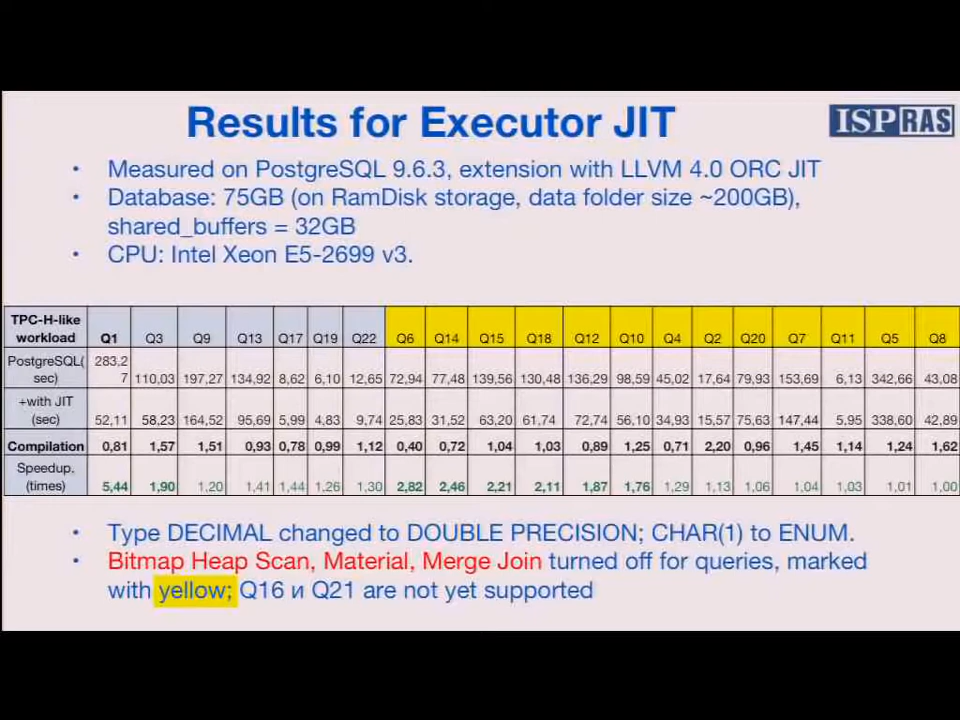 Results for Executor JIT
ISPRAS
• Measured on PostgreSQL 9.6.3, extension with LLVM 4.0 ORC JIT
• Database: 75GB (on RamDisk storage, data folder size ~200GB),
shared_buffers = 32GB
• CPU: Intel Xeon E5-2699 v3.
TPC-H-like workload Q1 Q3 Q9 Q13 Q17 Q19 Q22 Q6 Q14 Q15 Q18 Q12 Q10 Q4 Q2 Q20 Q7 Q11 Q5 Q8
PostgreSQL( sec) 283,27 110,03 197,27 134,92 8,62 6,10 12,65 72,94 77,48 139,56 130,48 136,29 98,59 45,02 17,64 79,93 153,69 6,13 342,66 43,08
+with JIT (sec) 52,11 58,23 164,52 95,69 5,99 4,83 9,74 25,83 31,52 63,20 61,74 72,74 56,10 34,93 15,57 75,63 147,44 5,95 338,60 42,89
Compilation 0,81 1,57 1,51 0,93 0,78 0,99 1,12 0,40 0,72 1,04 1,03 0,89 1,25 0,71 2,20 0,96 1,45 1,14 1,24 1,62
Speedup. (times) 5,44 1,90 1,20 1,41 1,44 1,26 1,30 2,82 2,46 2,21 2,11 1,87 1,76 1,29 1,13 1,06 1,04 1,03 1,01 1,00
• Type DECIMAL changed to DOUBLE PRECISION; CHAR(1) to ENUM.
• Bitmap Heap Scan, Material, Merge Join turned off for queries, marked
with yellow; Q16 и Q21 are not yet supported